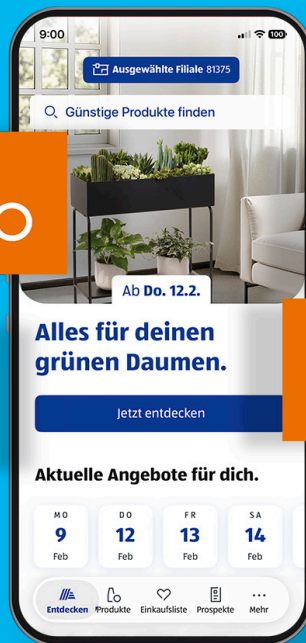 9:00
100
Ausgewählte Filiale 81375
Günstige Produkte finden
Ab Do. 12.2.
Alles für deinen
grünen Daumen.
Jetzt entdecken
Aktuelle Angebote für dich.
MO DO FR SA
9 12 13 14
Feb Feb Feb Feb
Entdecken Produkte Einkaufsliste Prospekte Mehr